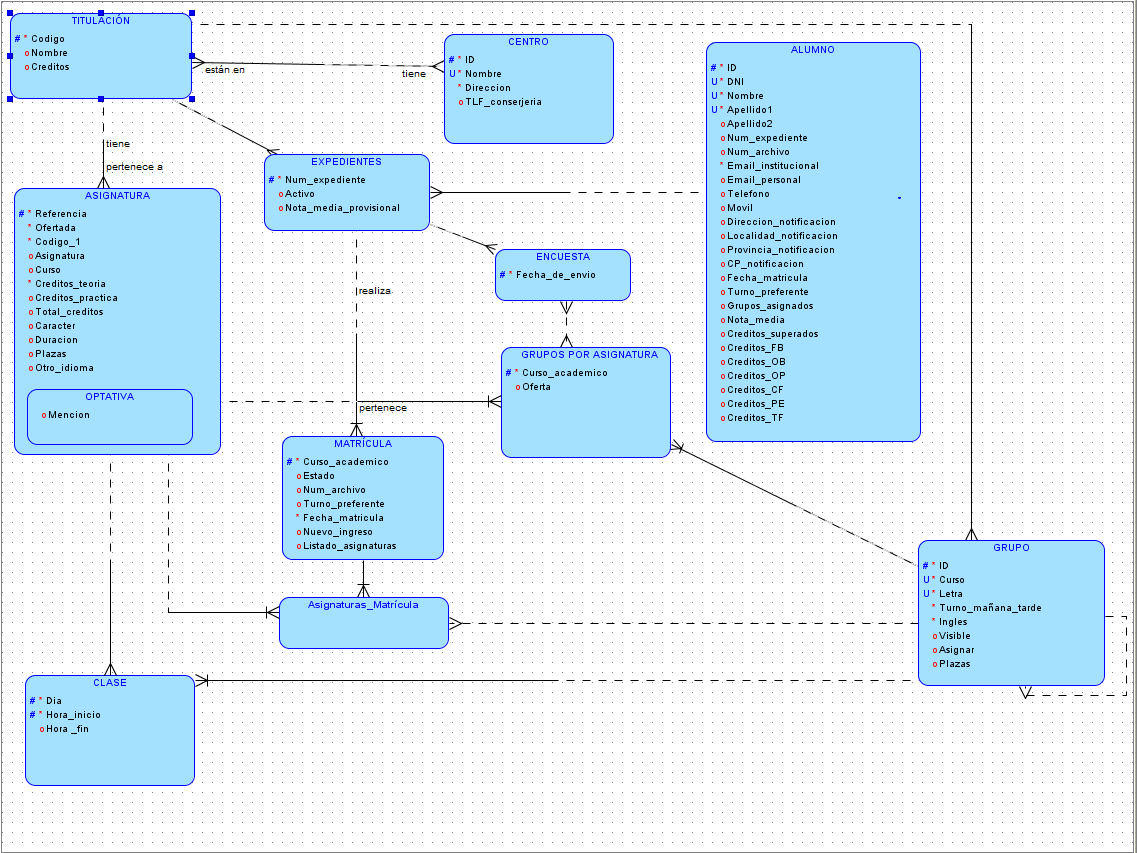 TITULACIÓN
# * Codigo
o Nombre
o Creditos
están en
tiene
CENTRO
# * ID
U * Nombre
* Direccion
o TLF_conserjeria
ALUMNO
# * ID
U * DNI
U * Nombre
U * Apellido1
o Apellido2
o Num_expediente
o Num_archivo
* Email_institucional
o Email_personal
o Telefono
o Movil
o Direccion_notificacion
o Localidad_notificacion
o Provincia_notificacion
o CP_notificacion
o Fecha_matricula
o Turno_preferente
o Grupos_asignados
o Nota_media
o Creditos_superados
o Creditos_FB
o Creditos_OB
o Creditos_OP
o Creditos_CF
o Creditos_PE
o Creditos_TF
tiene
pertenece a
EXPEDIENTES
# * Num_expediente
o Activo
o Nota_media_provisional
ASIGNATURA
# * Referencia
* Ofertada
* Codigo_1
o Asignatura
o Curso
* Creditos_teoria
o Creditos_practica
o Total_creditos
o Caracter
o Duracion
o Plazas
o Otro_idioma
OPTATIVA
o Mencion
ENCUESTA
# * Fecha_de_envio
realiza
pertenece
GRUPOS POR ASIGNATURA
# * Curso_academico
o Oferta
MATRÍCULA
# * Curso_academico
o Estado
o Num_archivo
o Turno_preferente
* Fecha_matricula
o Nuevo_ingreso
o Listado_asignaturas
GRUPO
# * ID
U * Curso
U * Letra
* Turno_mañana_tarde
* Ingles
o Visible
o Asignar
o Plazas
Asignaturas_Matrícula
CLASE
# * Dia
# * Hora_inicio
o Hora _fin